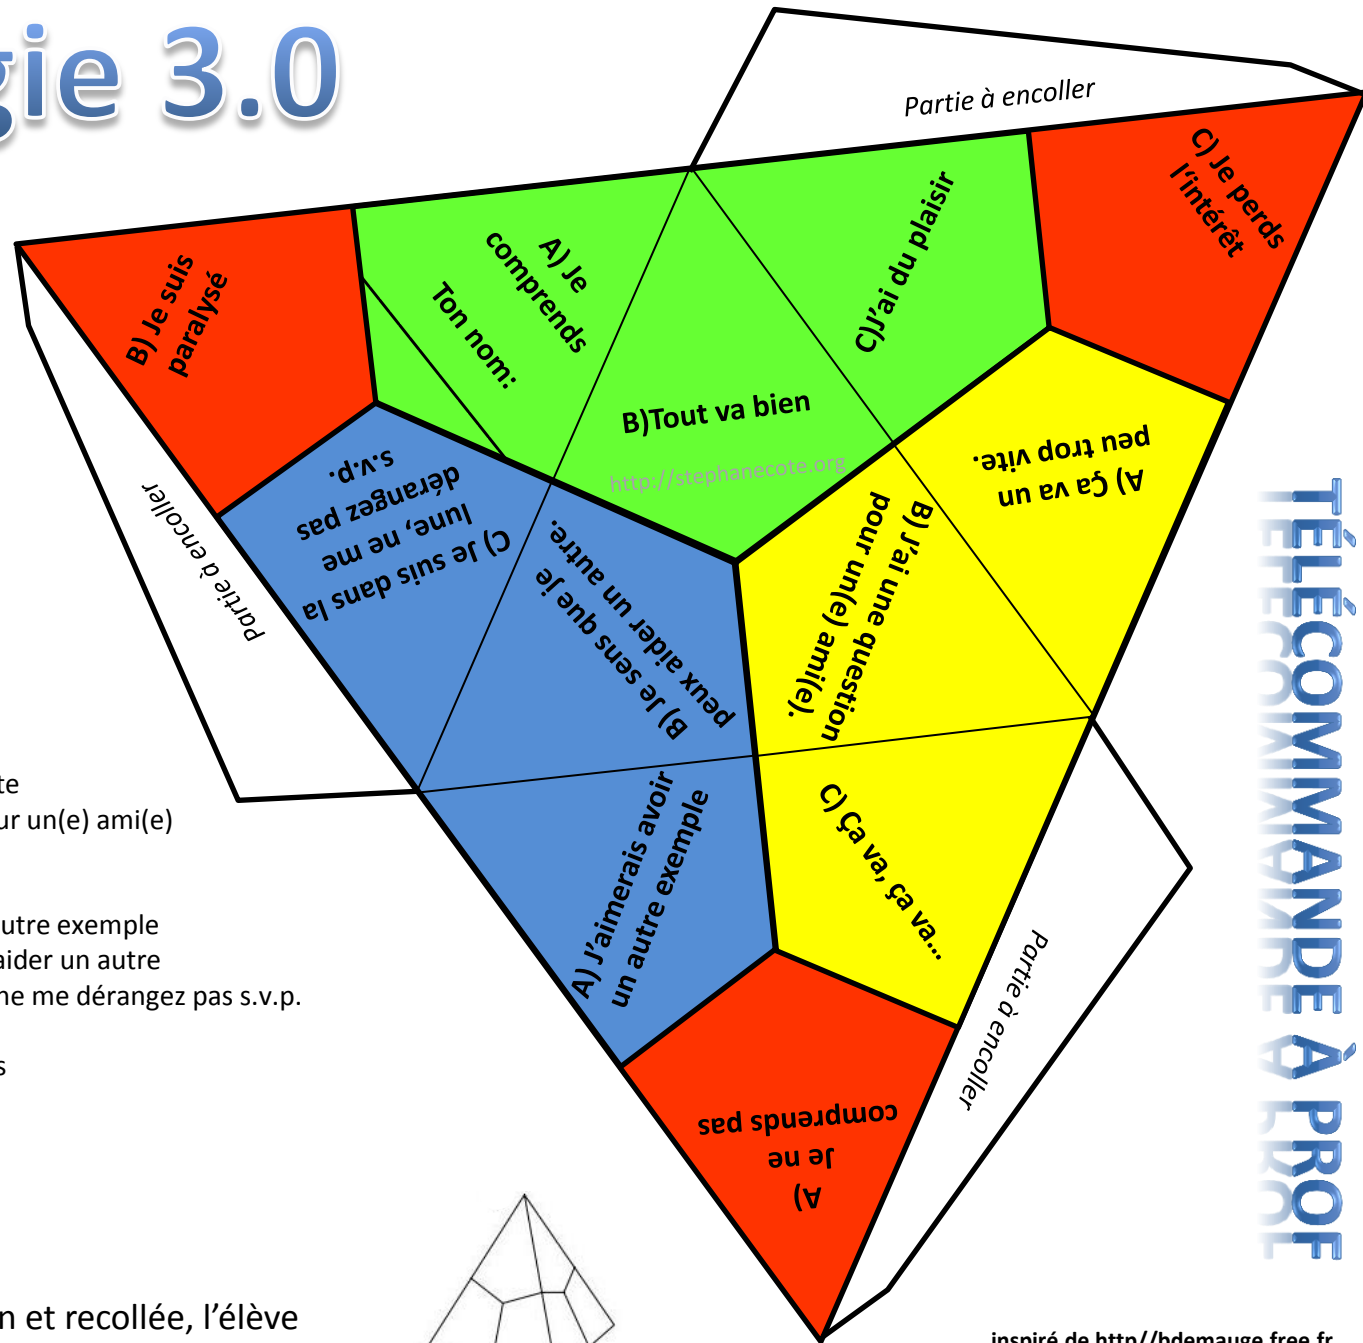 gie 3.0
Partie à encoller
C) Je perds
l'intérêt
C)J'ai du plaisir
A) Je
comprends
Ton nom:
B) Je suis
paralysé
B)Tout va bien
http://stephanecote.org
A) Ça va un
peu trop vite.
B) J'ai une question
pour un(e) ami(e).
C) Ça va, ça va...
C) Je suis dans la
lune, ne me
dérangez pas
s.v.p.
B) Je sens que je
peux aider un autre.
A) J'aimerais avoir
un autre exemple
Partie à encoller
Partie à encoller
A)
Je ne
comprends pas
TÉLÉCOMMANDE À PROF
te
ur un(e) ami(e)
utre exemple
aider un autre
ne me dérangez pas s.v.p.
s
n et recollée, l'élève
inspiré de http//bdemauge.free.fr